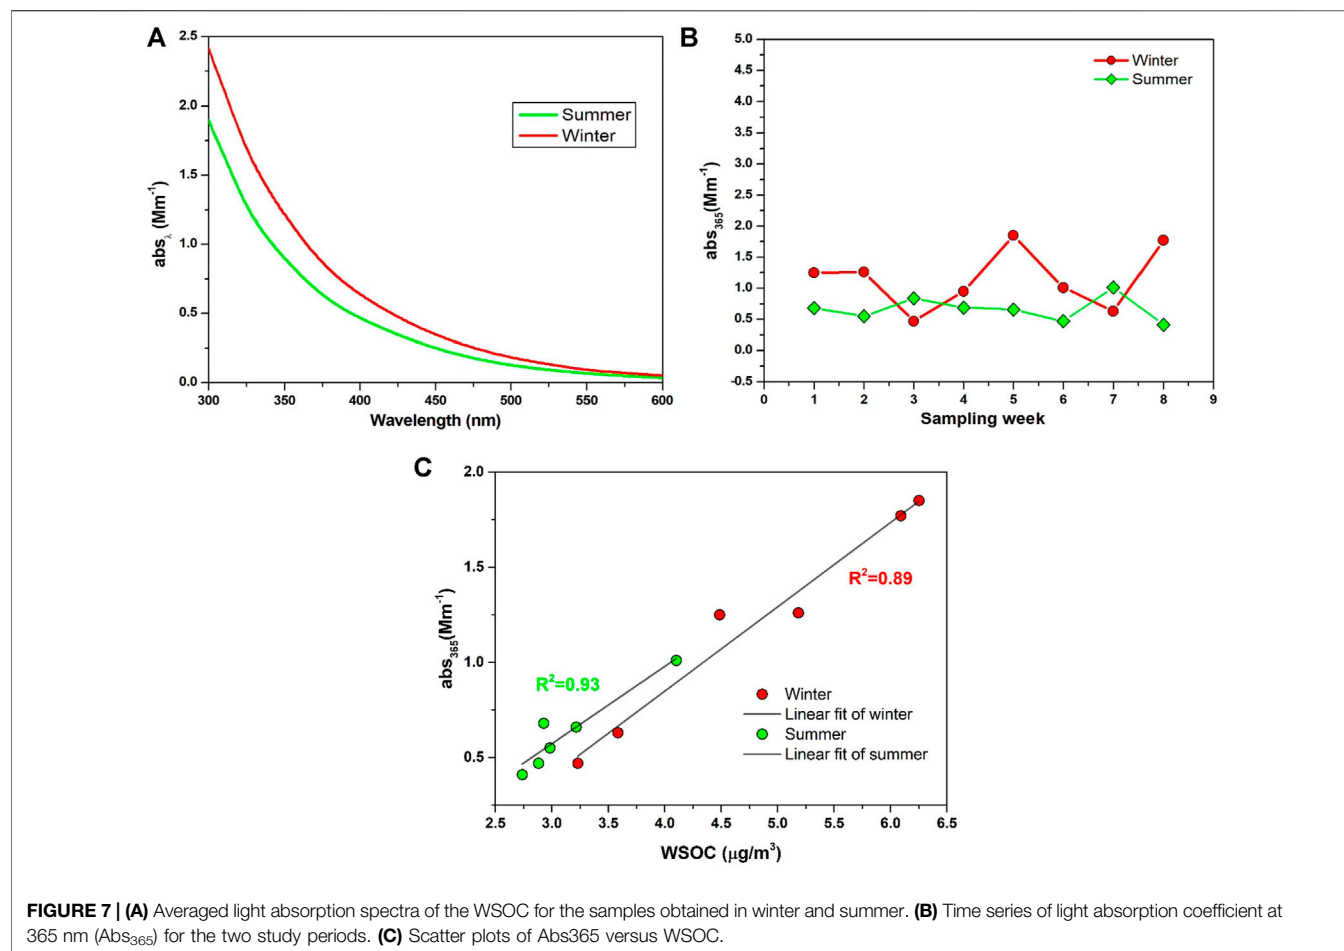 A
2.5
2.0
1.5
1.0
0.5
0.0
abs_λ (Mm⁻¹)
300 350 400 450 500 550 600
Wavelength (nm)
Summer
Winter
B
5.0
4.5
4.0
3.5
3.0
2.5
2.0
1.5
1.0
0.5
0.0
-0.5
abs₃₆₅(Mm⁻¹)
0 1 2 3 4 5 6 7 8 9
Sampling week
Winter
Summer
C
2.0
1.5
1.0
0.5
abs₃₆₅(Mm⁻¹)
R²=0.89
R²=0.93
Winter
Linear fit of winter
Summer
Linear fit of summer
2.5 3.0 3.5 4.0 4.5 5.0 5.5 6.0 6.5
WSOC (μg/m³)
FIGURE 7 | (A) Averaged light absorption spectra of the WSOC for the samples obtained in winter and summer. (B) Time series of light absorption coefficient at
365 nm (Abs₃₆₅) for the two study periods. (C) Scatter plots of Abs365 versus WSOC.